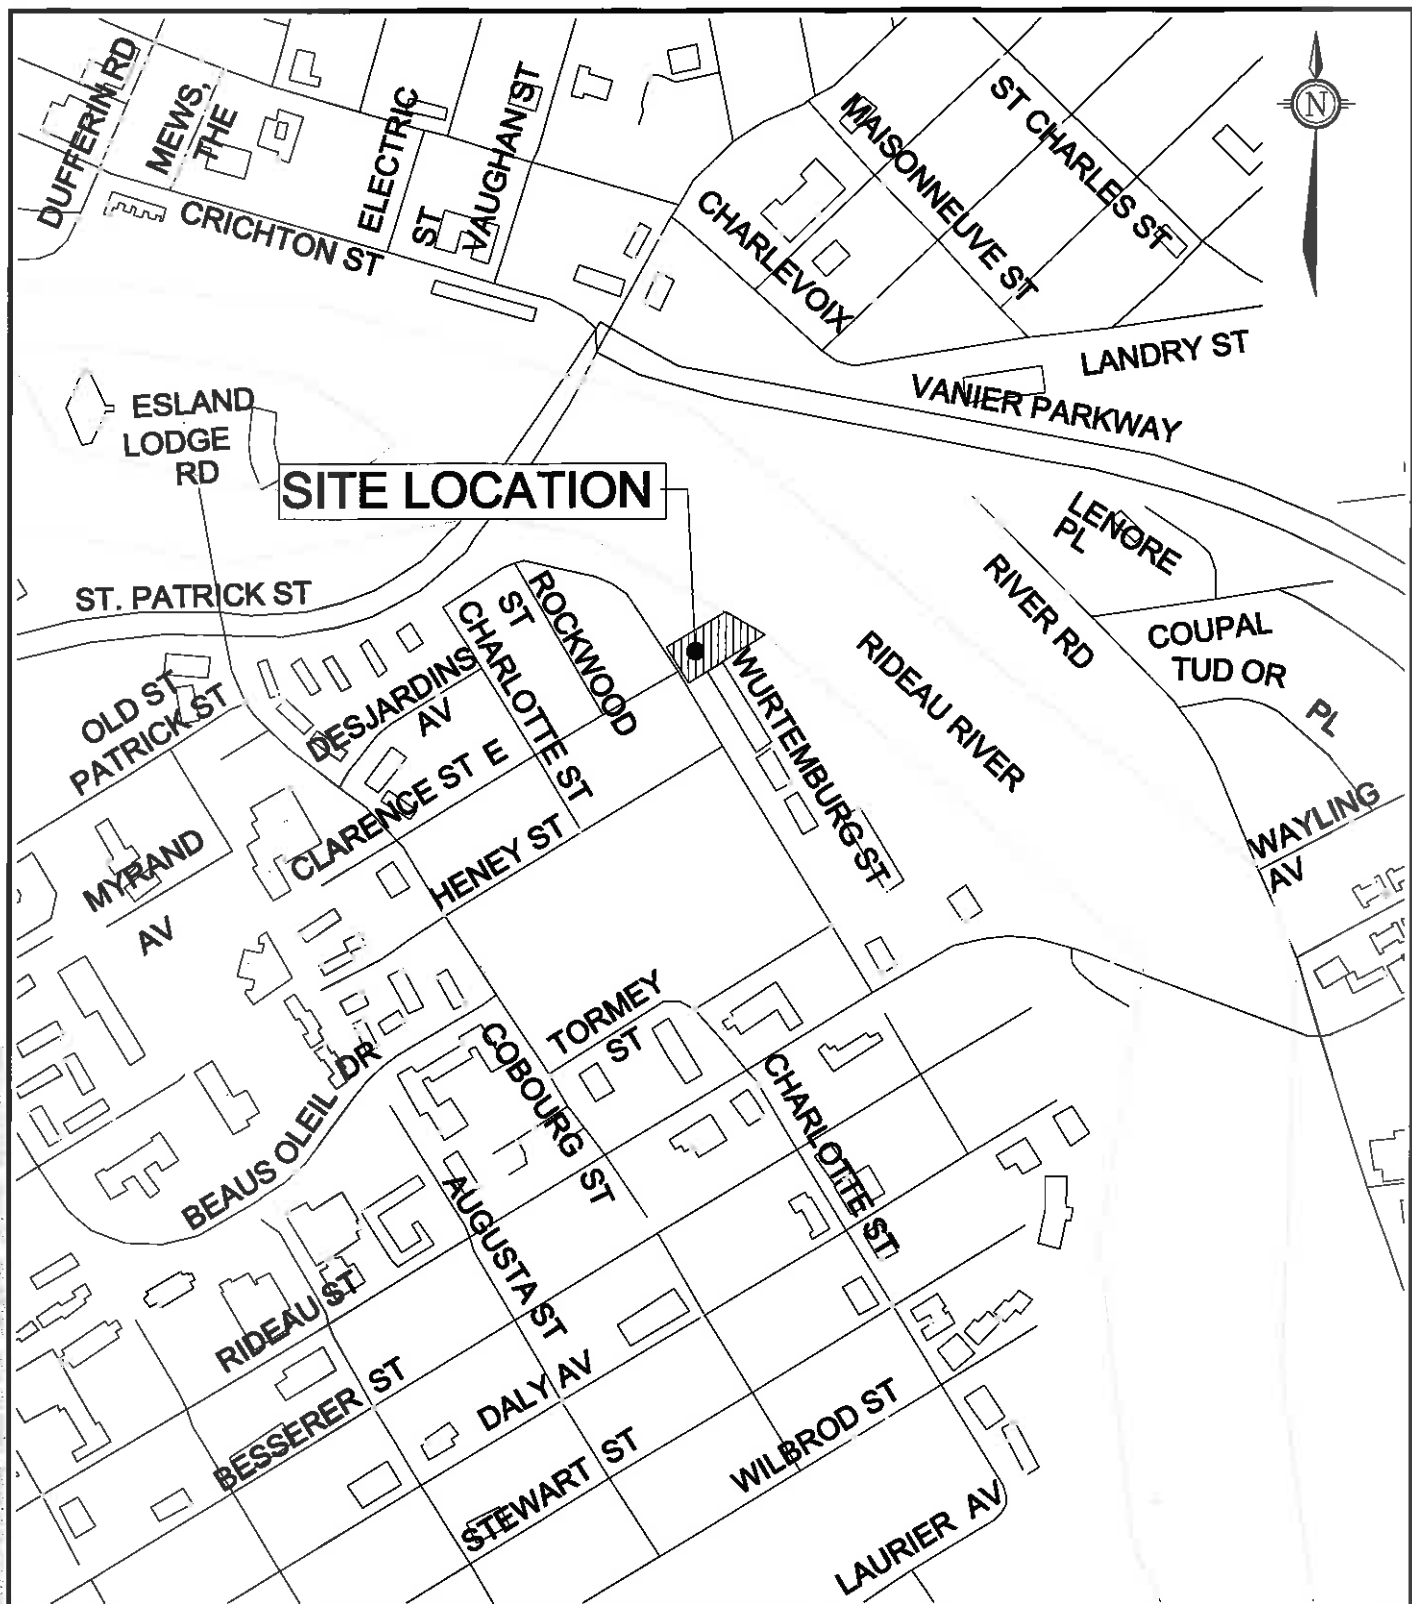 DUFFERIN RD
MEWS,
THE
ELECTRIC
ST
VAUGHAN ST
CRICHTON ST
N
MAISONNEUVE ST
ST CHARLES ST
CHARLEVOIX
LANDRY ST
VANIER PARKWAY
ESLAND
LODGE
RD
SITE LOCATION
LENORE
PL
RIVER RD
ST. PATRICK ST
ROCKWOOD
ST
CHARLOTTE ST
DESJARDINS
AV
OLD ST
PATRICK ST
CLARENCE ST E
HENEY ST
WURTEMBURG ST
RIDEAU RIVER
COUPAL
TUD OR
PL
WAYLING
AV
MYRAND
AV
TORMEY
ST
COBOURG ST
BEAUS OLEIL DR
CHARLOTTE ST
AUGUSTA ST
RIDEAU ST
BESSERER ST
DALY AV
STEWART ST
WILBROD ST
LAURIER AV